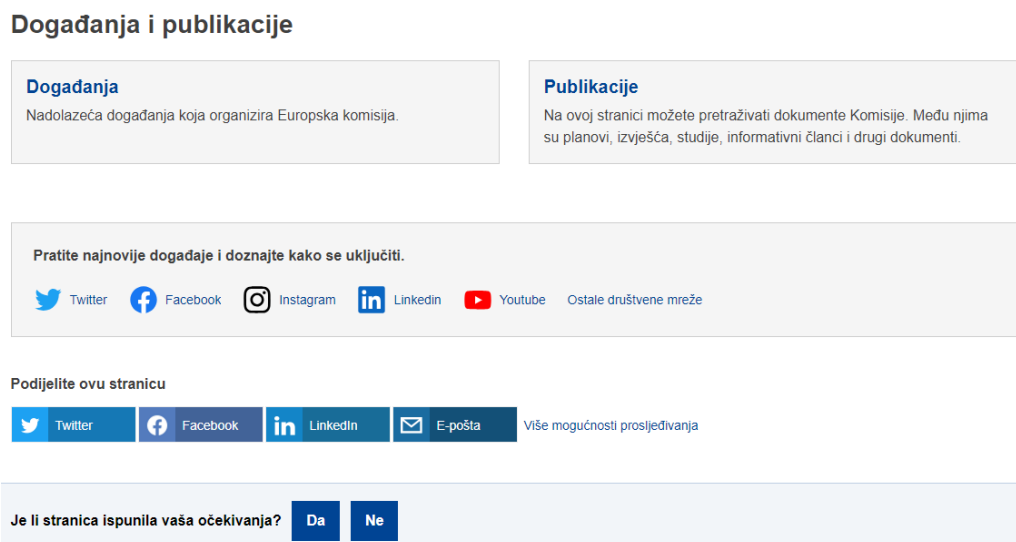 Događanja i publikacije
Događanja
Nadolazeća događanja koja organizira Europska komisija.
Publikacije
Na ovoj stranici možete pretraživati dokumente Komisije. Među njima
su planovi, izvješća, studije, informativni članci i drugi dokumenti.
Pratite najnovije događaje i doznajte kako se uključiti.
Twitter Facebook Instagram Linkedin Youtube Ostale društvene mreže
Podijelite ovu stranicu
Twitter Facebook LinkedIn E-pošta Više mogućnosti prosljeđivanja
Je li stranica ispunila vaša očekivanja? Da Ne